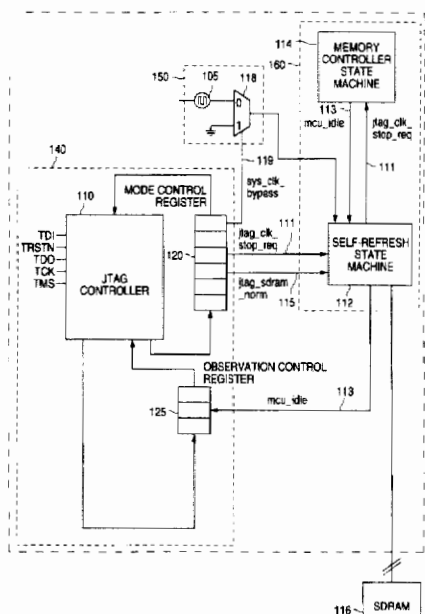 114
MEMORY
CONTROLLER
STATE
MACHINE
160
150
105
118
0
1
113
mcu_idle
jtag_clk_
stop_req
111
119
sys_clk_
bypass
140
110
MODE CONTROL
REGISTER
TDI
TRSTN
TDO
TCK
TMS
JTAG
CONTROLLER
120
111
jtag_clk_
stop_req
jtag_sdram
_norm
115
SELF-REFRESH
STATE
MACHINE
112
OBSERVATION CONTROL
REGISTER
125
mcu_idle
113
116
SDRAM